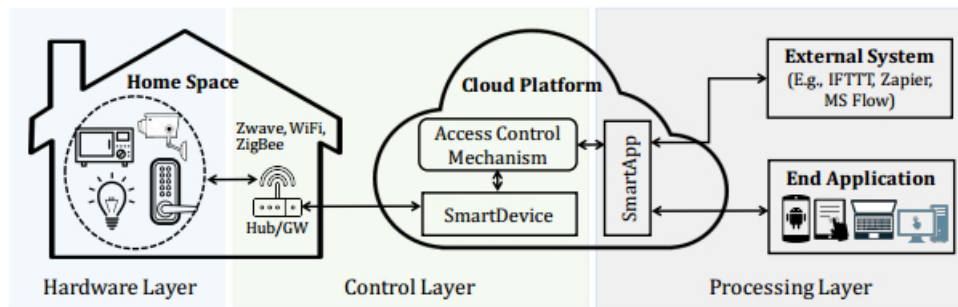 Home Space
Zwave, WiFi,
ZigBee
Hub/GW
Cloud Platform
Access Control
Mechanism
SmartDevice
SmartApp
External System
(E.g., IFTTT, Zapier,
MS Flow)
End Application
Hardware Layer
Control Layer
Processing Layer